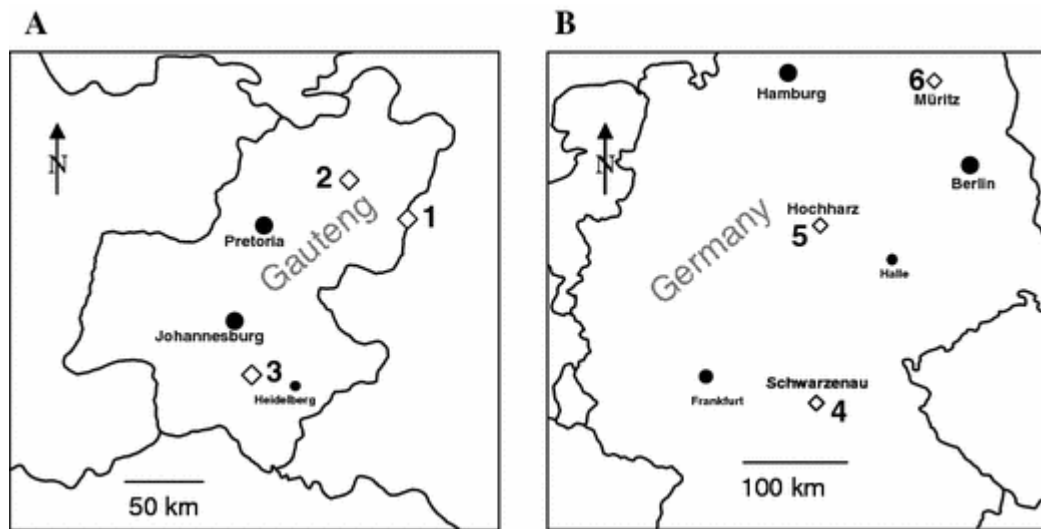 A
N
2
1
Pretoria
Gauteng
Johannesburg
3
Heidelberg
50 km
B
N
Hamburg
6
Müritz
Berlin
Hochharz
5
Germany
Halle
Schwarzenau
Frankfurt
4
100 km